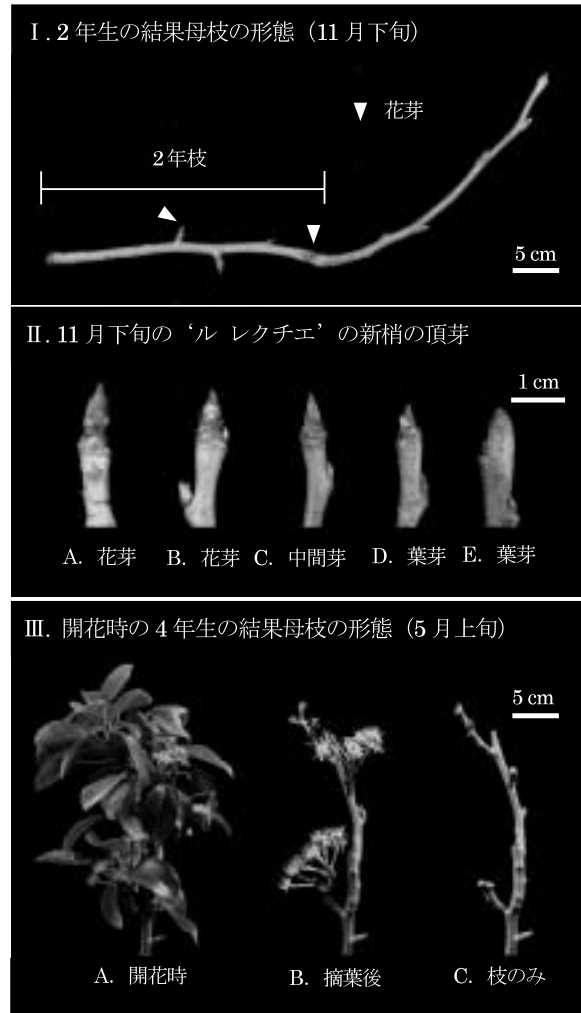 Ⅰ. 2年生の結果母枝の形態（11月下旬）
花芽
2年枝
5 cm
Ⅱ. 11月下旬の‘ル レクチエ’の新梢の頂芽
1 cm
A. 花芽 B. 花芽 C. 中間芽 D. 葉芽 E. 葉芽
Ⅲ. 開花時の4年生の結果母枝の形態（5月上旬）
5 cm
A. 開花時 B. 摘葉後 C. 枝のみ